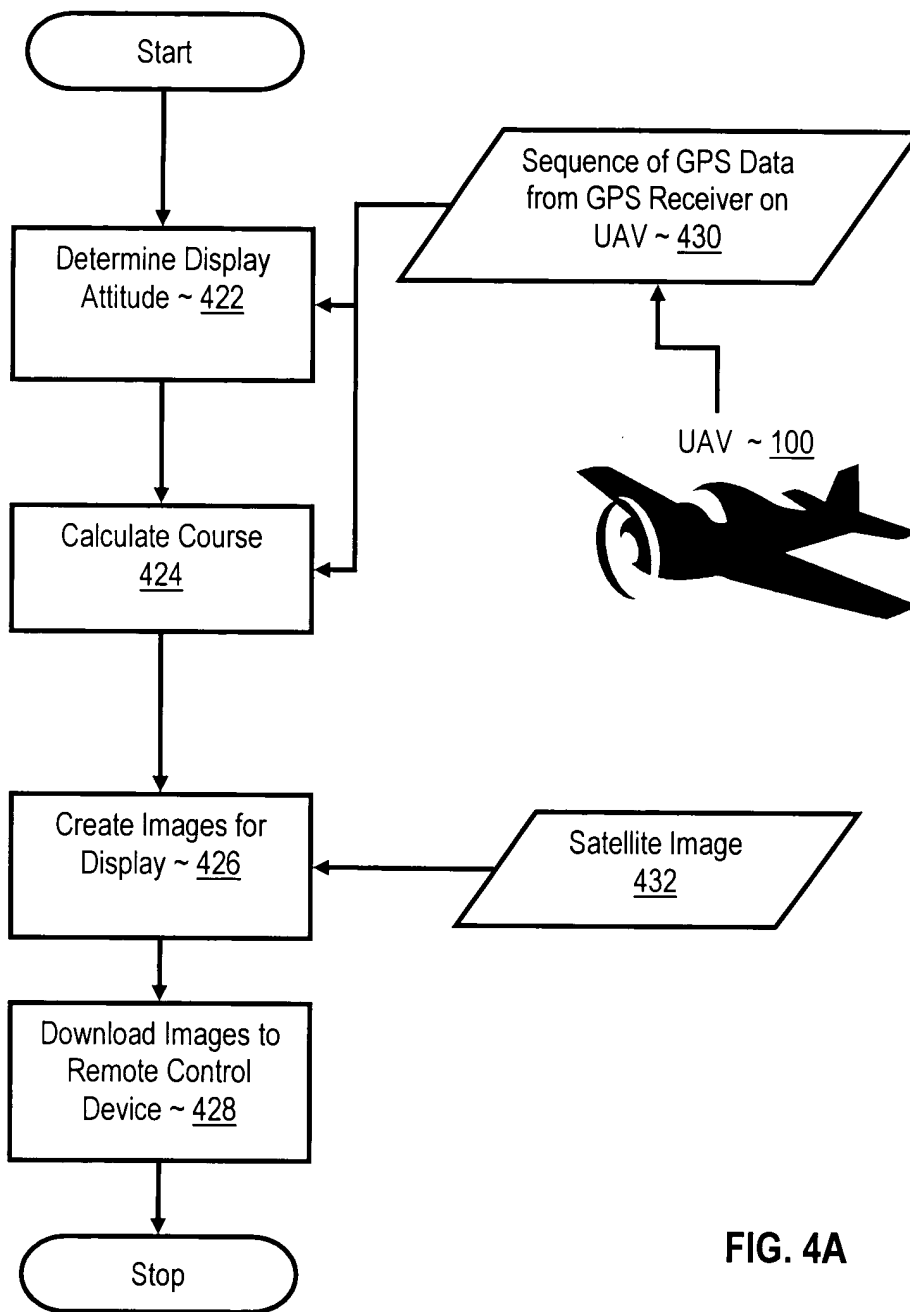 Start
Sequence of GPS Data
from GPS Receiver on
UAV ~ 430
Determine Display
Attitude ~ 422
UAV ~ 100
Calculate Course
424
Create Images for
Display ~ 426
Satellite Image
432
Download Images to
Remote Control
Device ~ 428
Stop
FIG. 4A